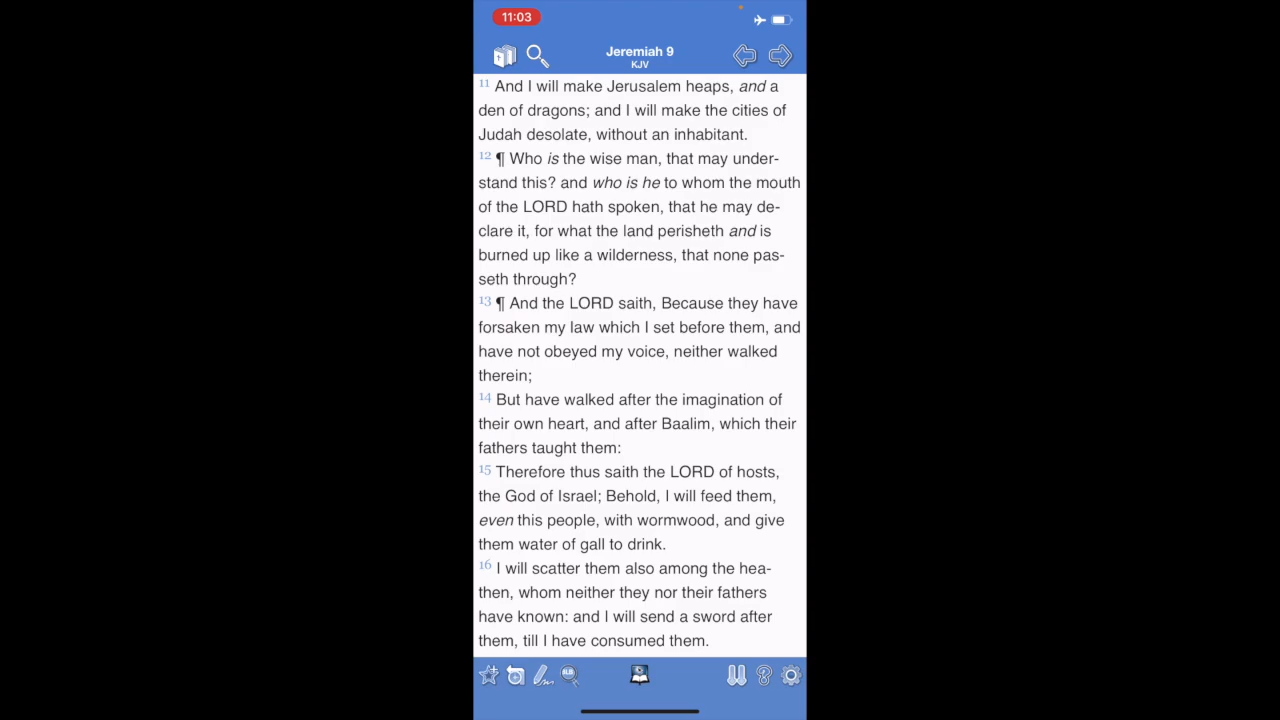 11:03
Jeremiah 9
KJV
11 And I will make Jerusalem heaps, and a
den of dragons; and I will make the cities of
Judah desolate, without an inhabitant.
12 ¶ Who is the wise man, that may under-
stand this? and who is he to whom the mouth
of the LORD hath spoken, that he may de-
clare it, for what the land perisheth and is
burned up like a wilderness, that none pas-
seth through?
13 ¶ And the LORD saith, Because they have
forsaken my law which I set before them, and
have not obeyed my voice, neither walked
therein;
14 But have walked after the imagination of
their own heart, and after Baalim, which their
fathers taught them:
15 Therefore thus saith the LORD of hosts,
the God of Israel; Behold, I will feed them,
even this people, with wormwood, and give
them water of gall to drink.
16 I will scatter them also among the hea-
then, whom neither they nor their fathers
have known: and I will send a sword after
them, till I have consumed them.